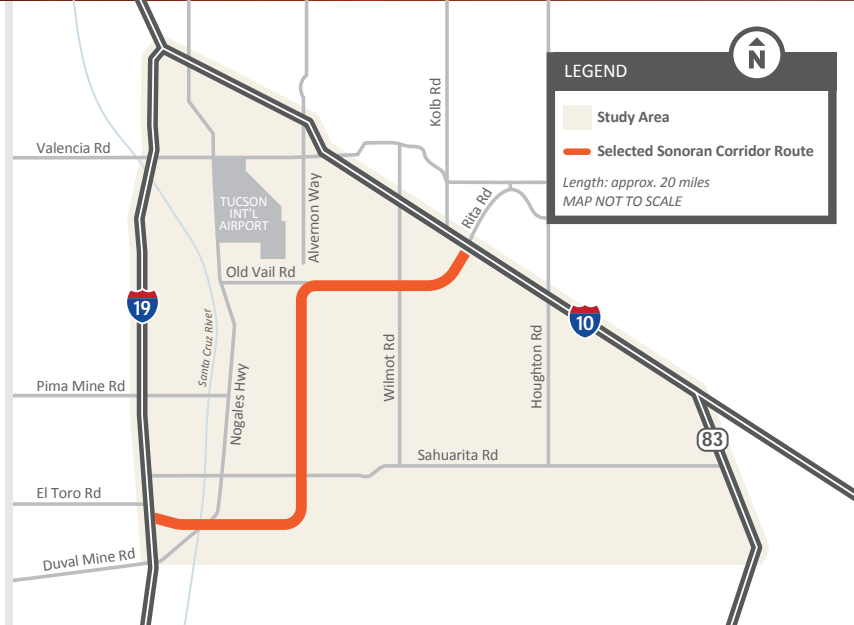 N
LEGEND
Study Area
Selected Sonoran Corridor Route
Length: approx. 20 miles
MAP NOT TO SCALE
Kolb Rd
Valencia Rd
Alvernon Way
Rita Rd
TUCSON
INT'L
AIRPORT
Old Vail Rd
19
10
Santa Cruz River
Nogales Hwy
Wilmot Rd
Houghton Rd
Pima Mine Rd
83
Sahuarita Rd
El Toro Rd
Duval Mine Rd